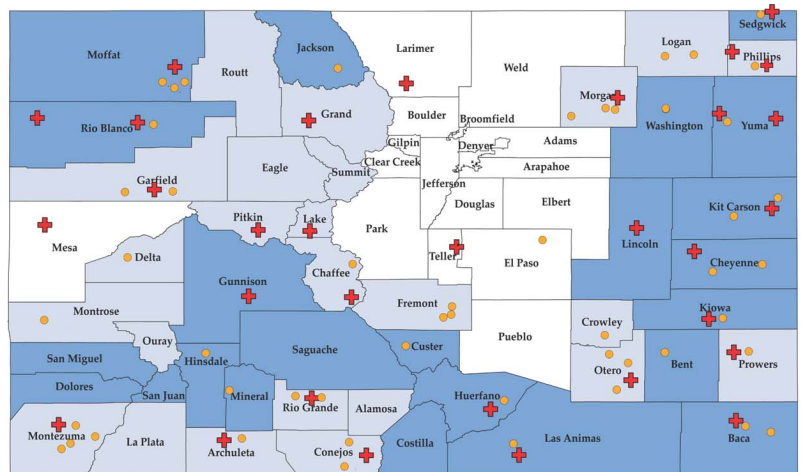 Sedgwick
Logan
Phillips
Larimer
Jackson
Moffat
Routt
Weld
Morgan
Boulder
Grand
Broomfield
Washington
Yuma
Rio Blanco
Gilpin
Denver
Adams
Clear Creek
Eagle
Summit
Arapahoe
Garfield
Jefferson
Douglas
Elbert
Kit Carson
Pitkin
Lake
Park
Lincoln
Mesa
Delta
Teller
El Paso
Cheyenne
Gunnison
Chaffee
Fremont
Kiowa
Montrose
Crowley
Ouray
Pueblo
San Miguel
Hinsdale
Saguache
Custer
Bent
Prowers
Otero
Dolores
San Juan
Mineral
Rio Grande
Alamosa
Huerfano
Montezuma
La Plata
Archuleta
Conejos
Costilla
Las Animas
Baca